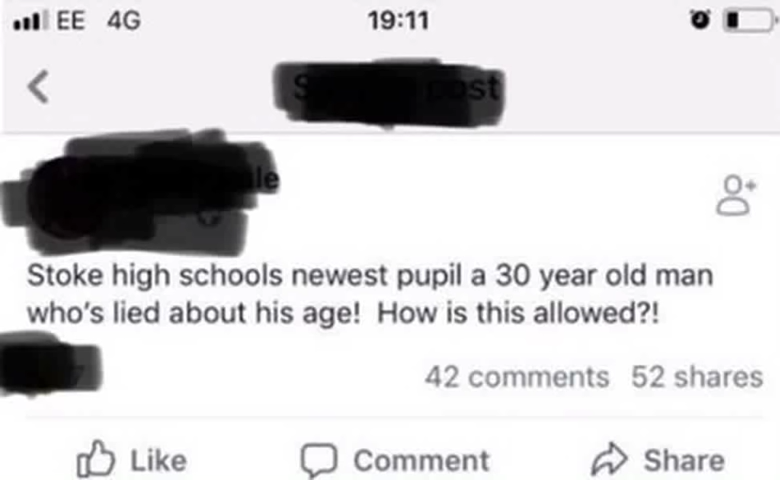 EE 4G
19:11
Stoke high schools newest pupil a 30 year old man
who's lied about his age!  How is this allowed?!
42 comments 52 shares
Like
Comment
Share